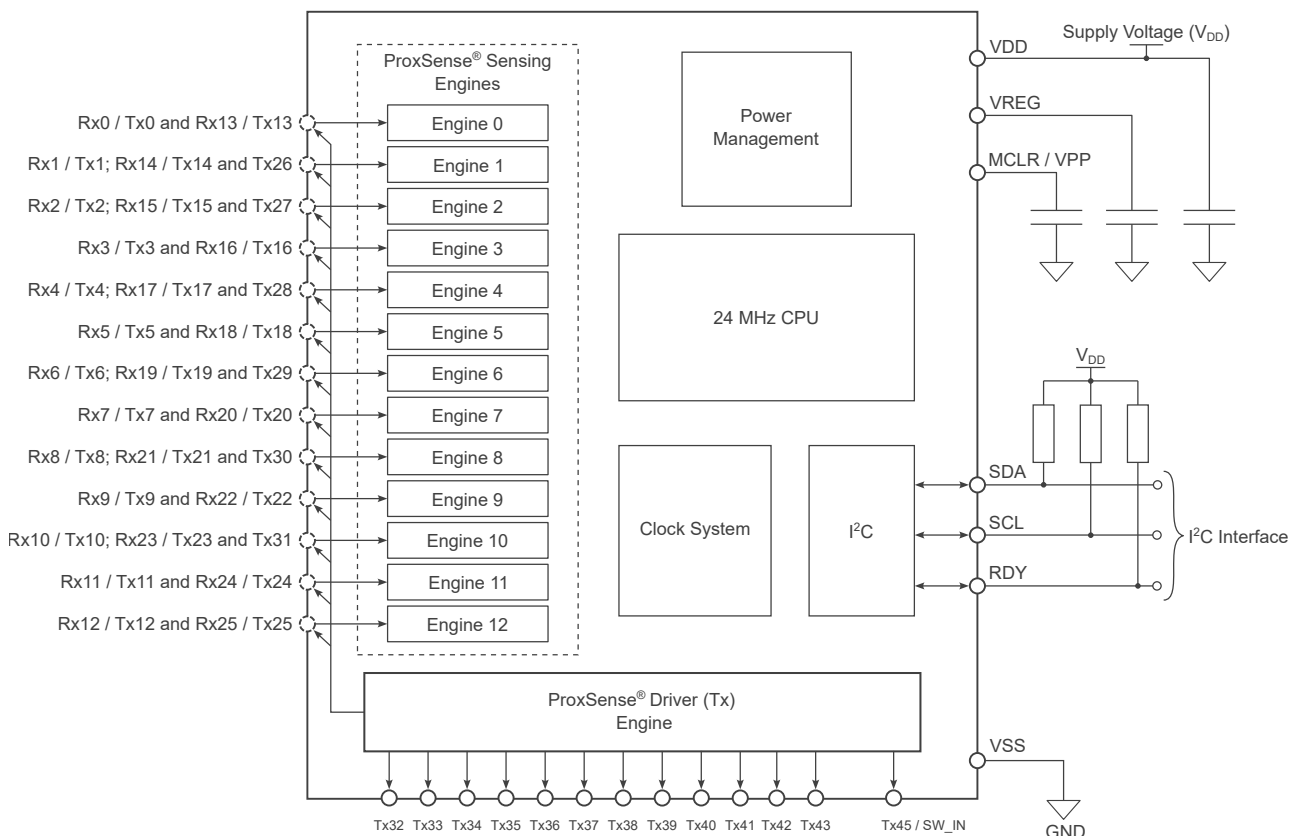 Supply Voltage (VDD)
VDD
VREG
MCLR / VPP
ProxSense® Sensing
Engines
Rx0 / Tx0 and Rx13 / Tx13
Engine 0
Rx1 / Tx1; Rx14 / Tx14 and Tx26
Engine 1
Rx2 / Tx2; Rx15 / Tx15 and Tx27
Engine 2
Rx3 / Tx3 and Rx16 / Tx16
Engine 3
Rx4 / Tx4; Rx17 / Tx17 and Tx28
Engine 4
Rx5 / Tx5 and Rx18 / Tx18
Engine 5
Rx6 / Tx6; Rx19 / Tx19 and Tx29
Engine 6
Rx7 / Tx7 and Rx20 / Tx20
Engine 7
Rx8 / Tx8; Rx21 / Tx21 and Tx30
Engine 8
Rx9 / Tx9 and Rx22 / Tx22
Engine 9
Rx10 / Tx10; Rx23 / Tx23 and Tx31
Engine 10
Rx11 / Tx11 and Rx24 / Tx24
Engine 11
Rx12 / Tx12 and Rx25 / Tx25
Engine 12
Power
Management
24 MHz CPU
Clock System
I²C
VDD
SDA
SCL
RDY
I²C Interface
ProxSense® Driver (Tx)
Engine
VSS
GND
Tx32
Tx33
Tx34
Tx35
Tx36
Tx37
Tx38
Tx39
Tx40
Tx41
Tx42
Tx43
Tx45 / SW_IN